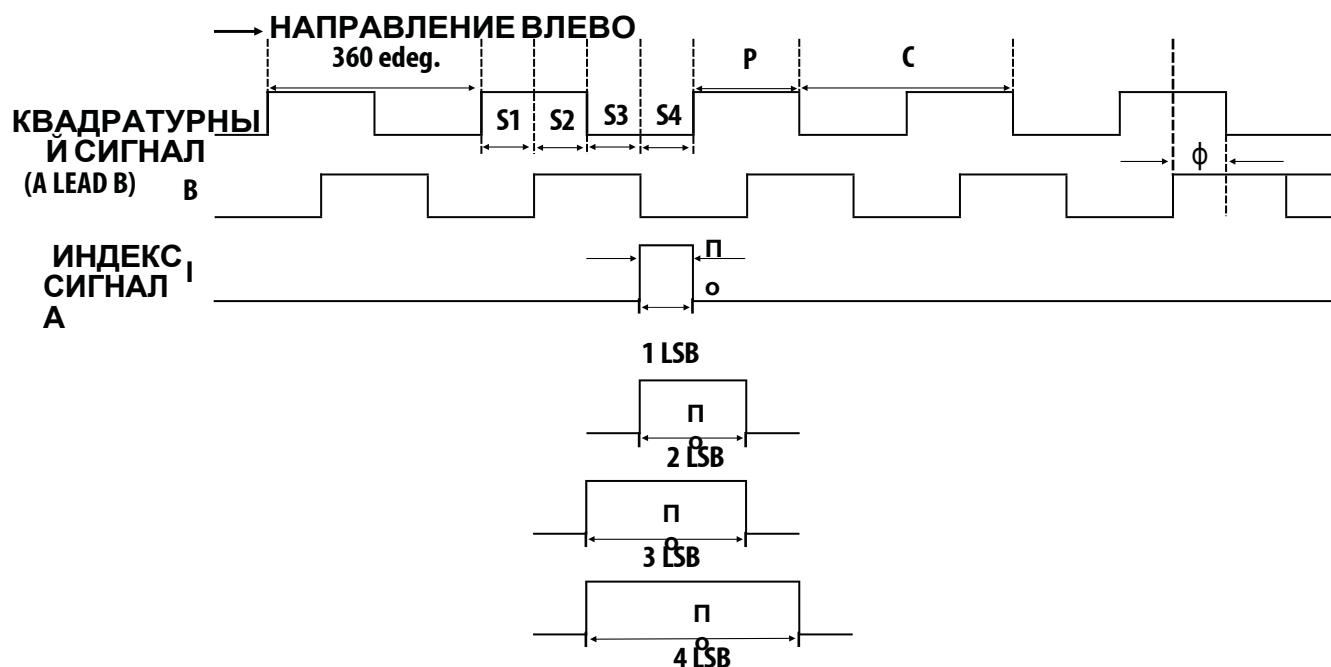 НАПРАВЛЕНИЕ ВЛЕВО
360 edeg.
P
C
S1
S2
S3
S4
КВАДРАТУРНЫ
Й СИГНАЛ
(A LEAD B)
B
ϕ
ИНДЕКС
СИГНАЛ
А
I
П
о
1 LSB
П
о
2 LSB
П
о
3 LSB
П
о
4 LSB